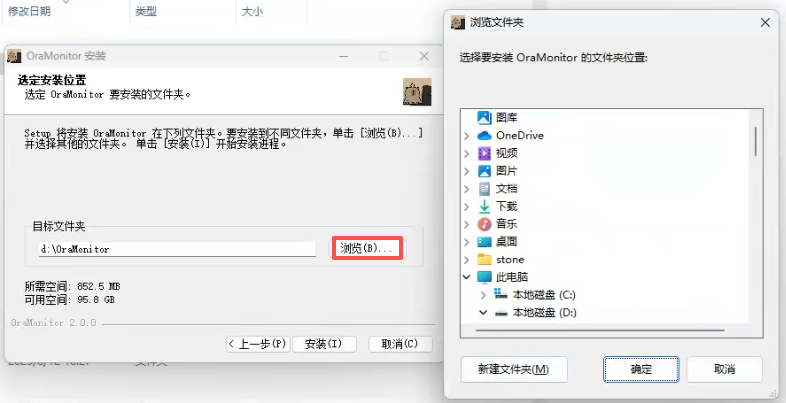 修改日期
类型
大小
OraMonitor 安装
选定安装位置
选定 OraMonitor 要安装的文件夹。
Setup 将安装 OraMonitor 在下列文件夹。要安装到不同文件夹，单击 [浏览(B)...]
并选择其他的文件夹。 单击 [安装(I)] 开始安装进程。
目标文件夹
d:\OraMonitor
浏览(B)...
所需空间: 852.5 MB
可用空间: 95.8 GB
OraMonitor 2.0.0
< 上一步(P)
安装(I)
取消(C)
文件夹
浏览文件夹
选择要安装 OraMonitor 的文件夹位置:
图库
OneDrive
视频
图片
文档
下载
音乐
桌面
stone
此电脑
本地磁盘 (C:)
本地磁盘 (D:)
新建文件夹(M)
确定
取消